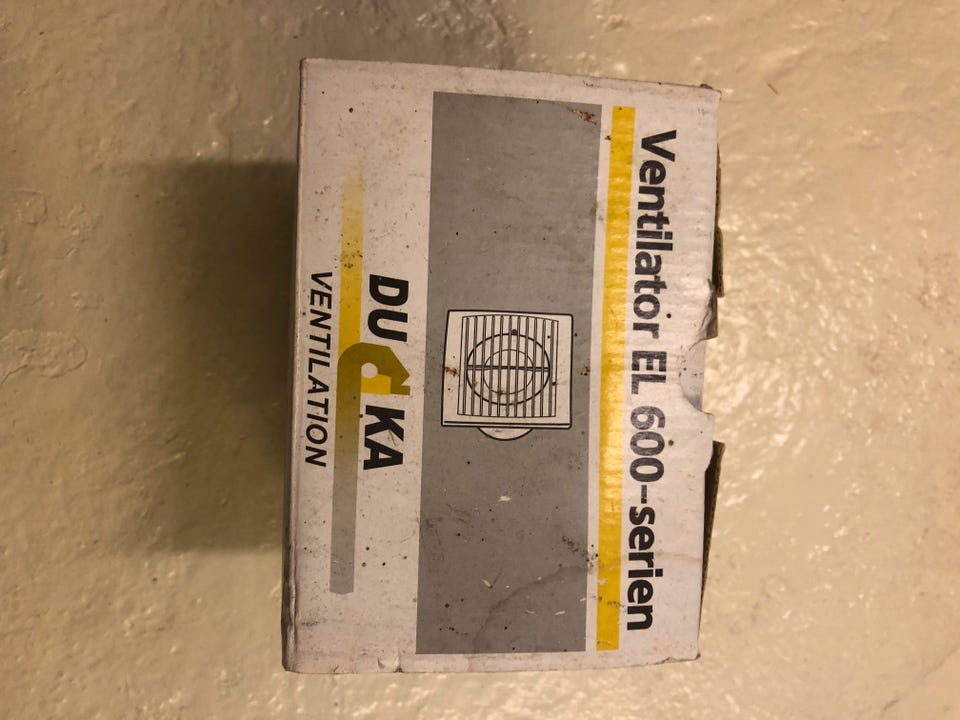 Ventilator EL 600-serien
DUKA
VENTILATION